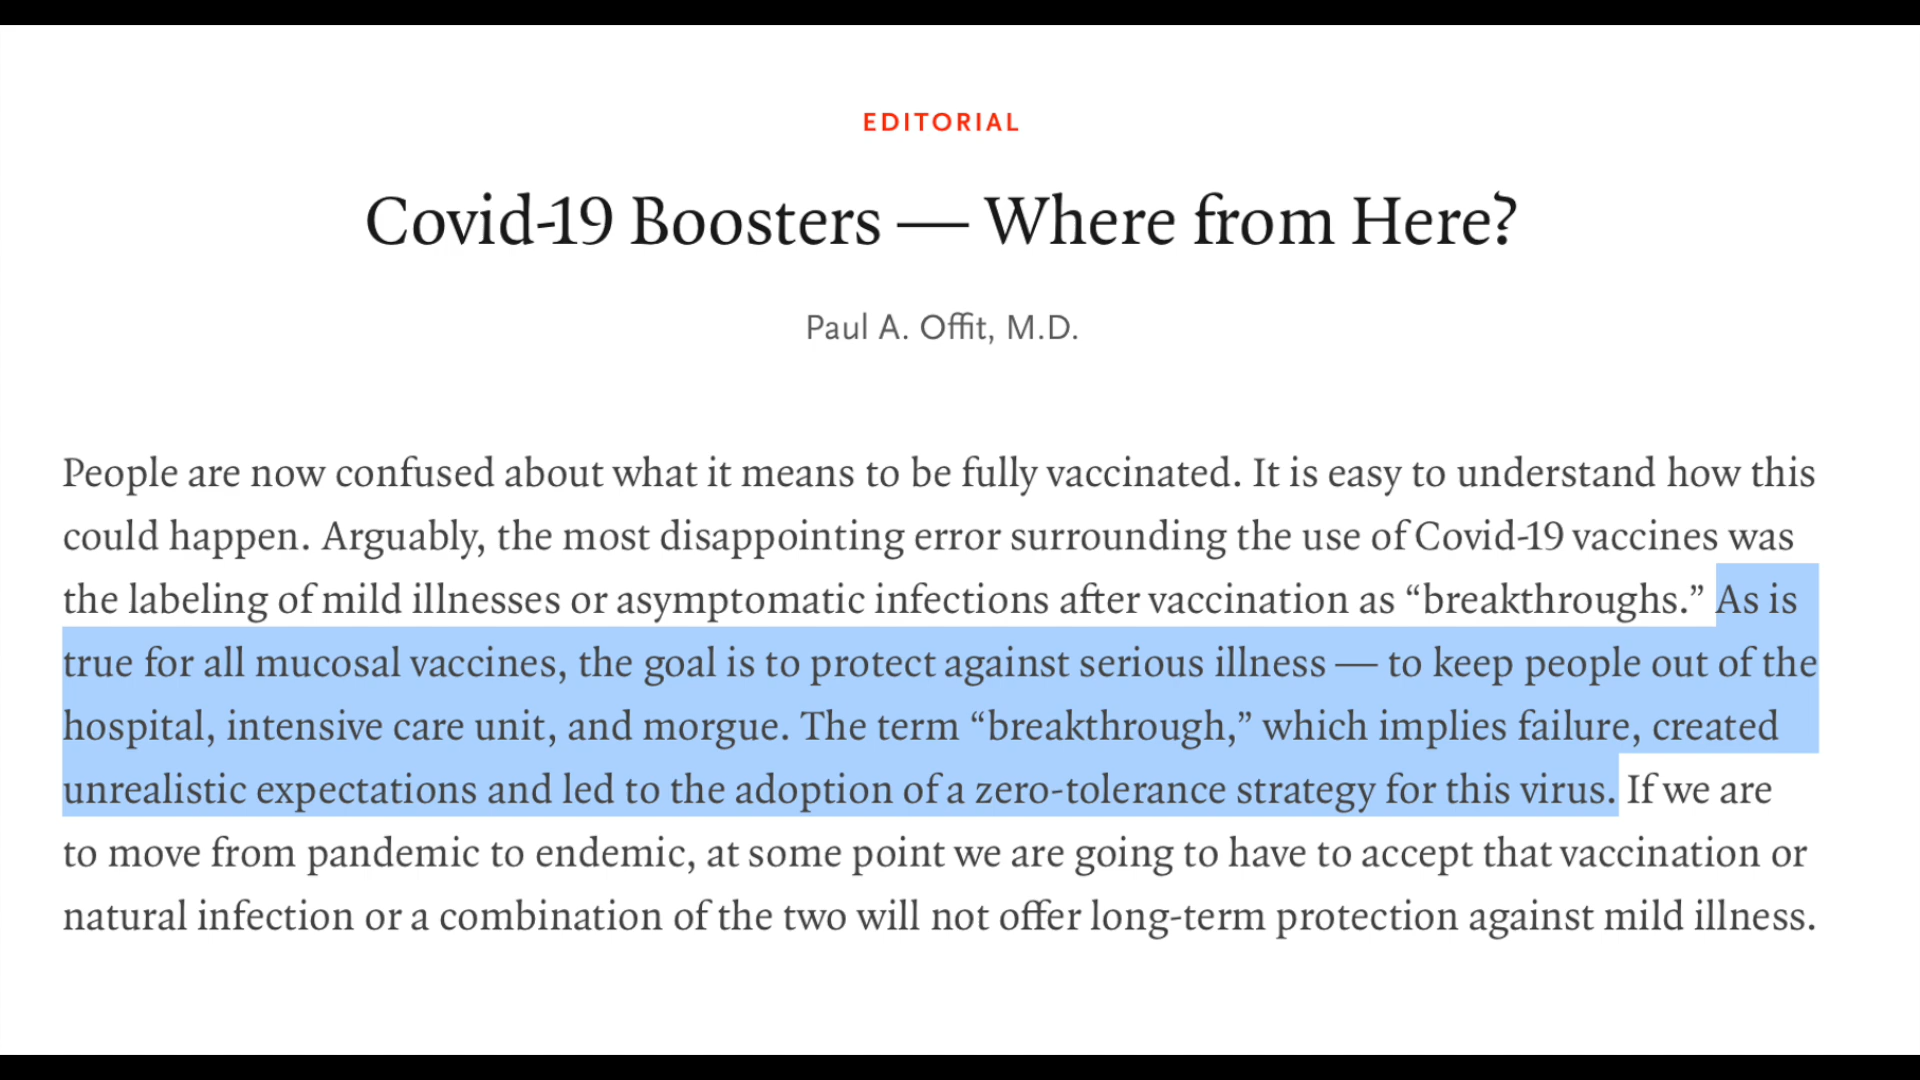 EDITORIAL
Covid-19 Boosters — Where from Here?
Paul A. Offit, M.D.
People are now confused about what it means to be fully vaccinated. It is easy to understand how this
could happen. Arguably, the most disappointing error surrounding the use of Covid-19 vaccines was
the labeling of mild illnesses or asymptomatic infections after vaccination as “breakthroughs.” As is
true for all mucosal vaccines, the goal is to protect against serious illness — to keep people out of the
hospital, intensive care unit, and morgue. The term “breakthrough,” which implies failure, created
unrealistic expectations and led to the adoption of a zero-tolerance strategy for this virus. If we are
to move from pandemic to endemic, at some point we are going to have to accept that vaccination or
natural infection or a combination of the two will not offer long-term protection against mild illness.